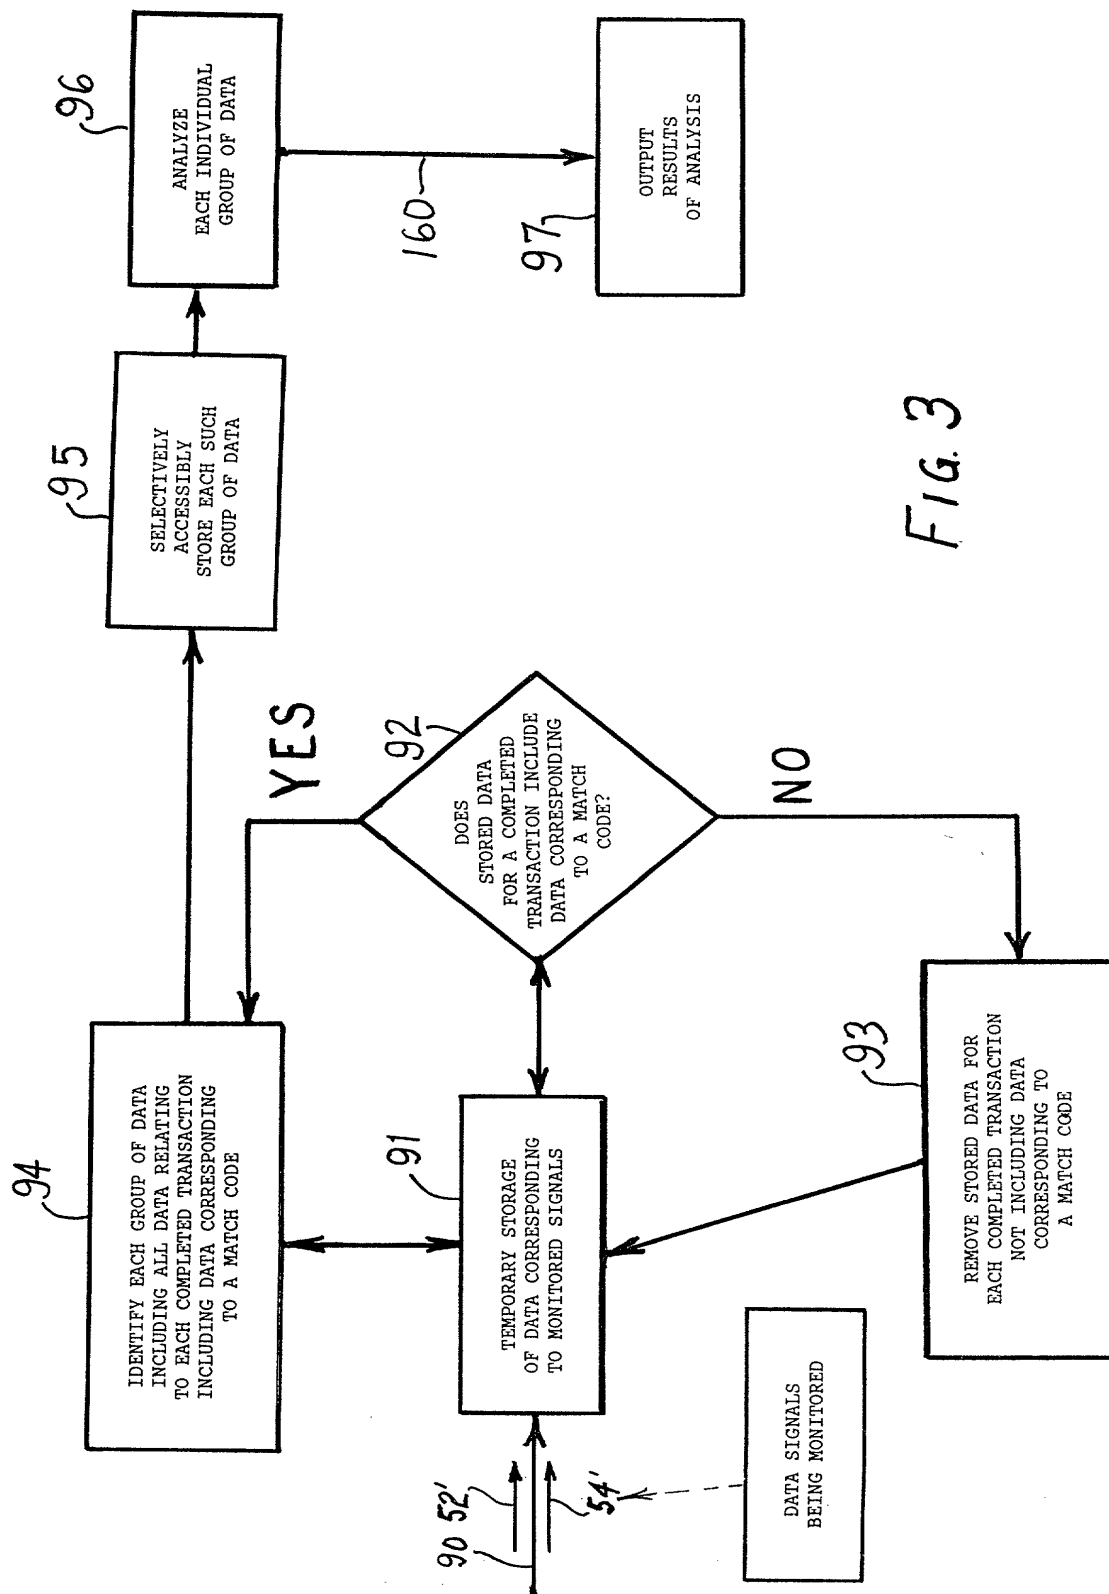 94
IDENTIFY EACH GROUP OF DATA
INCLUDING ALL DATA RELATING
TO EACH COMPLETED TRANSACTION
INCLUDING DATA CORRESPONDING
TO A MATCH CODE
95
SELECTIVELY
ACCESSIBLY
STORE EACH SUCH
GROUP OF DATA
96
ANALYZE
EACH INDIVIDUAL
GROUP OF DATA
160
97
OUTPUT
RESULTS
OF ANALYSIS
YES
92
DOES
STORED DATA
FOR A COMPLETED
TRANSACTION INCLUDE
DATA CORRESPONDING
TO A MATCH
CODE?
NO
91
TEMPORARY STORAGE
OF DATA CORRESPONDING
TO MONITORED SIGNALS
90
52'
54'
DATA SIGNALS
BEING MONITORED
93
REMOVE STORED DATA FOR
EACH COMPLETED TRANSACTION
NOT INCLUDING DATA
CORRESPONDING TO
A MATCH CODE
FIG. 3